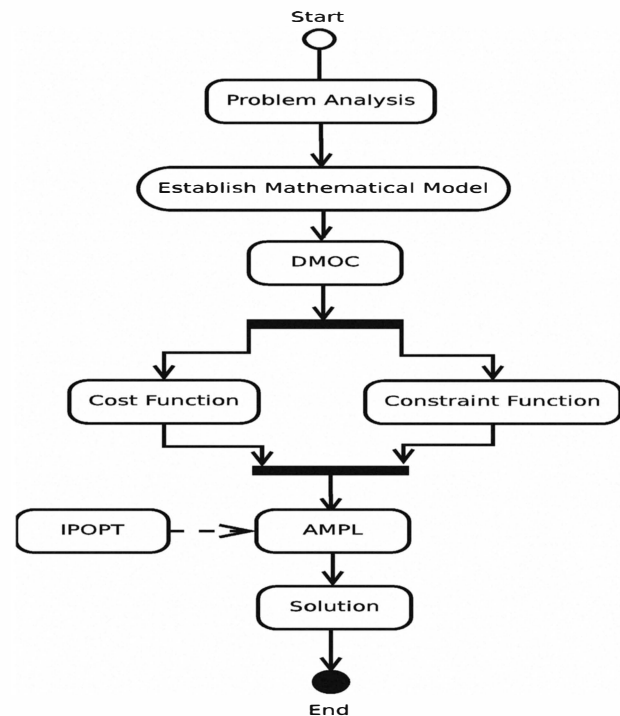 Start
Problem Analysis
Establish Mathematical Model
DMOC
Cost Function
Constraint Function
IPOPT
AMPL
Solution
End